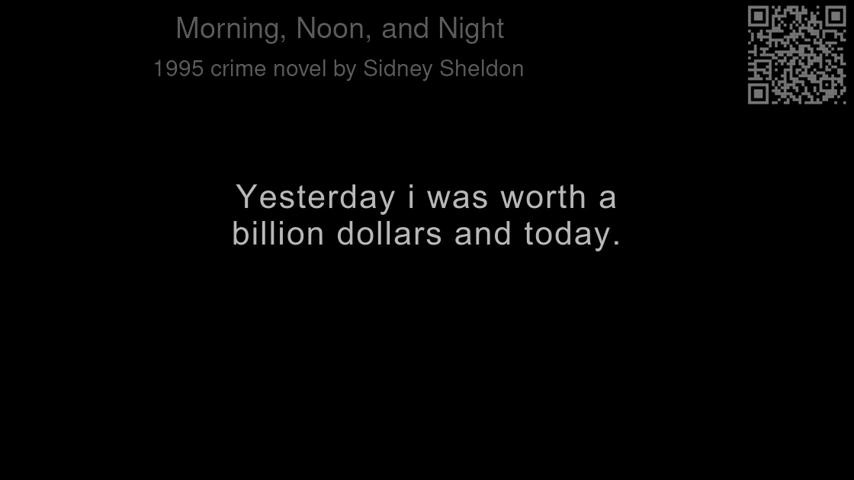 Morning, Noon, and Night
1995 crime novel by Sidney Sheldon
Yesterday i was worth a
billion dollars and today.